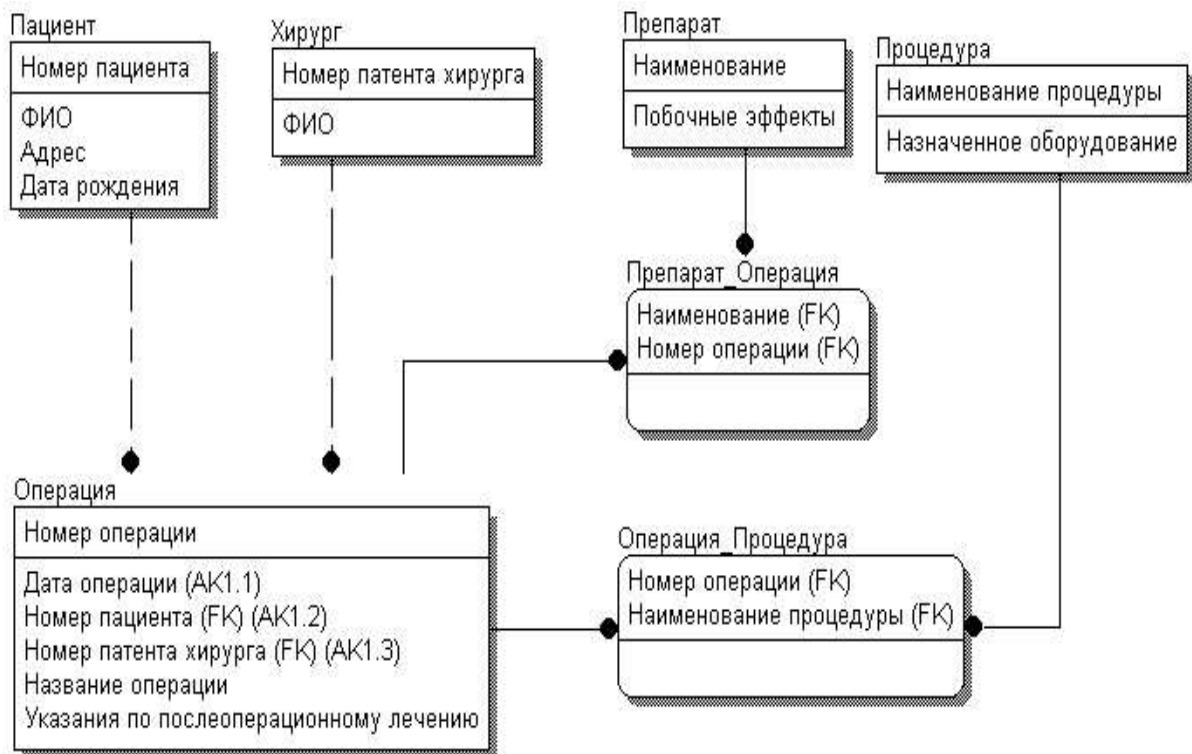 Пациент
Номер пациента
ФИО
Адрес
Дата рождения
Хирург
Номер патента хирурга
ФИО
Препарат
Наименование
Побочные эффекты
Процедура
Наименование процедуры
Назначенное оборудование
Препарат_Операция
Наименование (FK)
Номер операции (FK)
Операция
Номер операции
Дата операции (AK1.1)
Номер пациента (FK) (AK1.2)
Номер патента хирурга (FK) (AK1.3)
Название операции
Указания по послеоперационному лечению
Операция_Процедура
Номер операции (FK)
Наименование процедуры (FK)